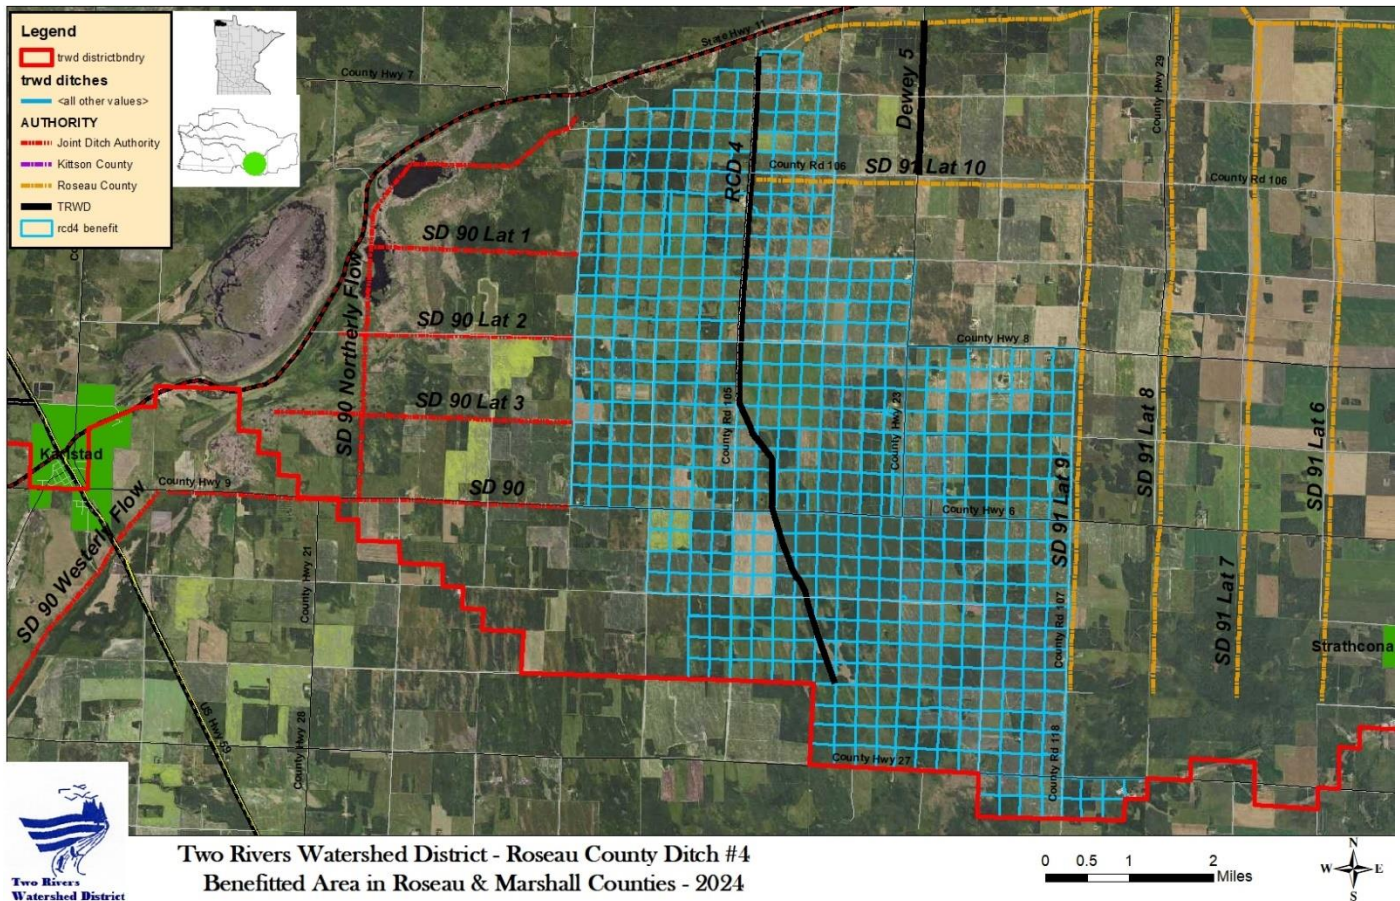 Legend
trwd districtbndry
trwd ditches
<all other values>
AUTHORITY
Joint Ditch Authority
Kittson County
Roseau County
TRWD
rcd4 benefit
State Hwy 11
County Hwy 7
Dewey 5
County Hwy 29
RCD 4
County Rd 106
SD 91 Lat 10
County Rd 106
SD 90 Lat 1
SD 90 Northerly Flow
SD 90 Lat 2
County Hwy 8
SD 90 Lat 3
County Rd 105
County Hwy 23
SD 91 Lat 9
SD 91 Lat 8
SD 91 Lat 7
SD 91 Lat 6
Karlstad
County Hwy 9
SD 90
County Hwy 6
SD 90 Westerly Flow
County Hwy 21
County Rd 107
Strathcona
US Hwy 59
County Hwy 28
County Hwy 27
County Rd 118
Two Rivers
Watershed District
Two Rivers Watershed District - Roseau County Ditch #4
Benefitted Area in Roseau & Marshall Counties - 2024
0 0.5 1 2
Miles
N
W E
S